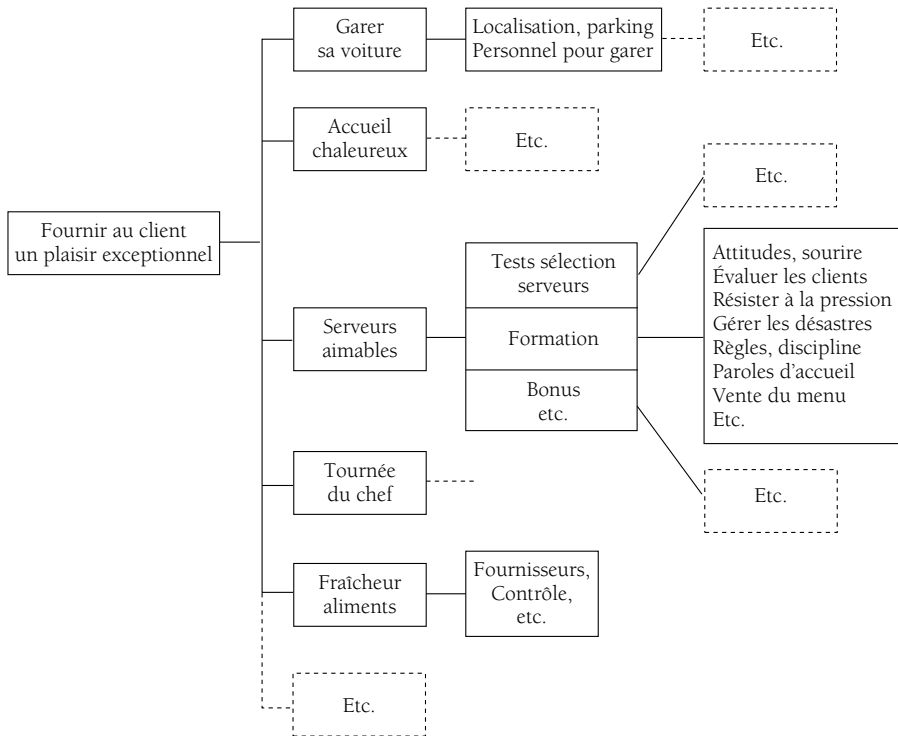 Garer
sa voiture
Localisation, parking
Personnel pour garer
Etc.
Accueil
chaleureux
Etc.
Etc.
Fournir au client
un plaisir exceptionnel
Serveurs
aimables
Tests sélection
serveurs
Formation
Bonus
etc.
Attitudes, sourire
Évaluer les clients
Résister à la pression
Gérer les désastres
Règles, discipline
Paroles d'accueil
Vente du menu
Etc.
Tournée
du chef
Etc.
Fraîcheur
aliments
Fournisseurs,
Contrôle,
etc.
Etc.